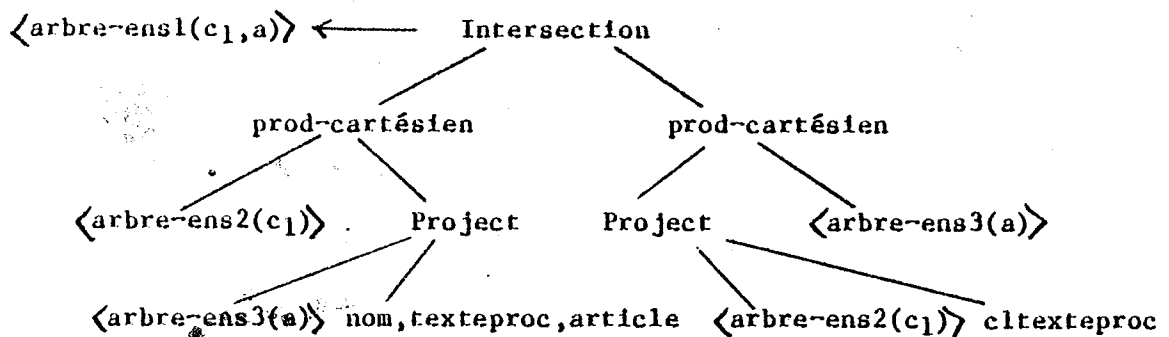 <arbre-ens1(c1,a)> ← Intersection
prod-cartésien prod-cartésien
<arbre-ens2(c1)> Project Project <arbre-ens3(a)>
<arbre-ens3(a)> nom,texteproc,article <arbre-ens2(c1)> cltexteproc